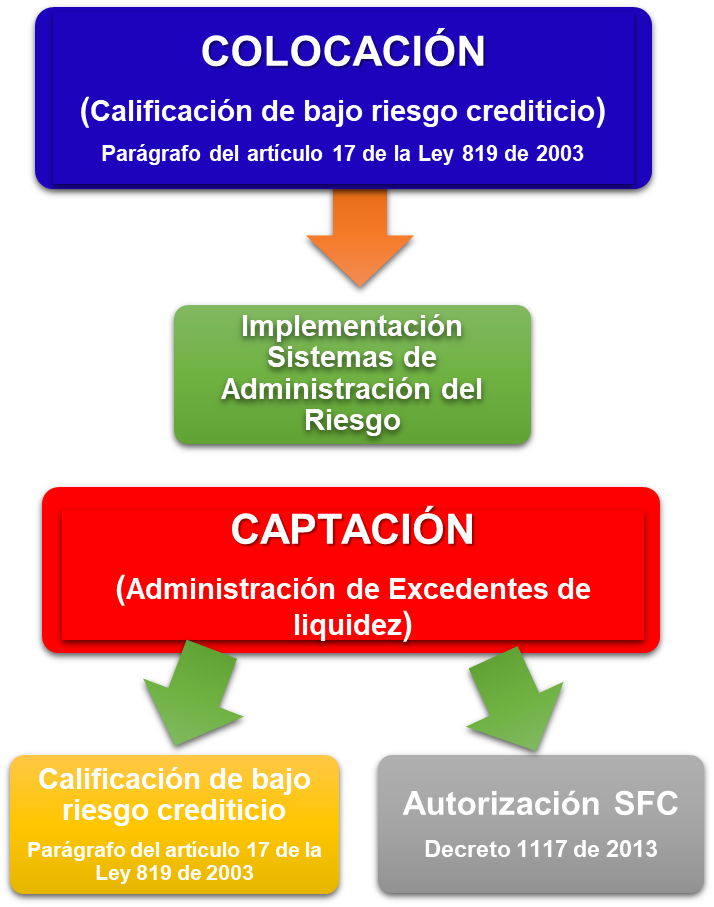 COLOCACIÓN
(Calificación de bajo riesgo crediticio)
Parágrafo del artículo 17 de la Ley 819 de 2003
Implementación
Sistemas de
Administración del
Riesgo
CAPTACIÓN
(Administración de Excedentes de
liquidez)
Calificación de bajo
riesgo crediticio
Parágrafo del artículo 17 de la
Ley 819 de 2003
Autorización SFC
Decreto 1117 de 2013